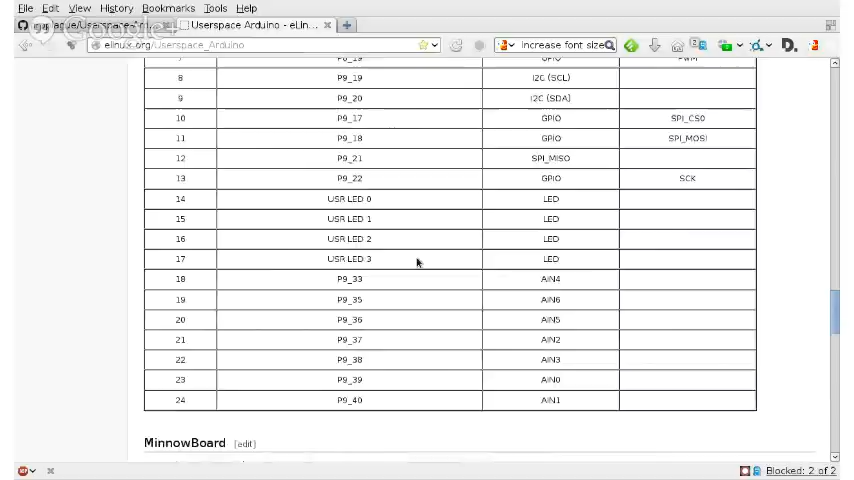 File Edit View History Bookmarks Tools Help
Google+
Userspace Arduino - eLin...
elinux.org/Userspace_Arduino
Increase font size
8 P9_19 I2C (SCL)
9 P9_20 I2C (SDA)
10 P9_17 GPIO SPI_CS0
11 P9_18 GPIO SPI_MOSI
12 P9_21 SPI_MISO
13 P9_22 GPIO SCK
14 USR LED 0 LED
15 USR LED 1 LED
16 USR LED 2 LED
17 USR LED 3 LED
18 P9_33 AIN4
19 P9_35 AIN6
20 P9_36 AIN5
21 P9_37 AIN2
22 P9_38 AIN3
23 P9_39 AIN0
24 P9_40 AIN1
MinnowBoard [edit]
Blocked: 2 of 2